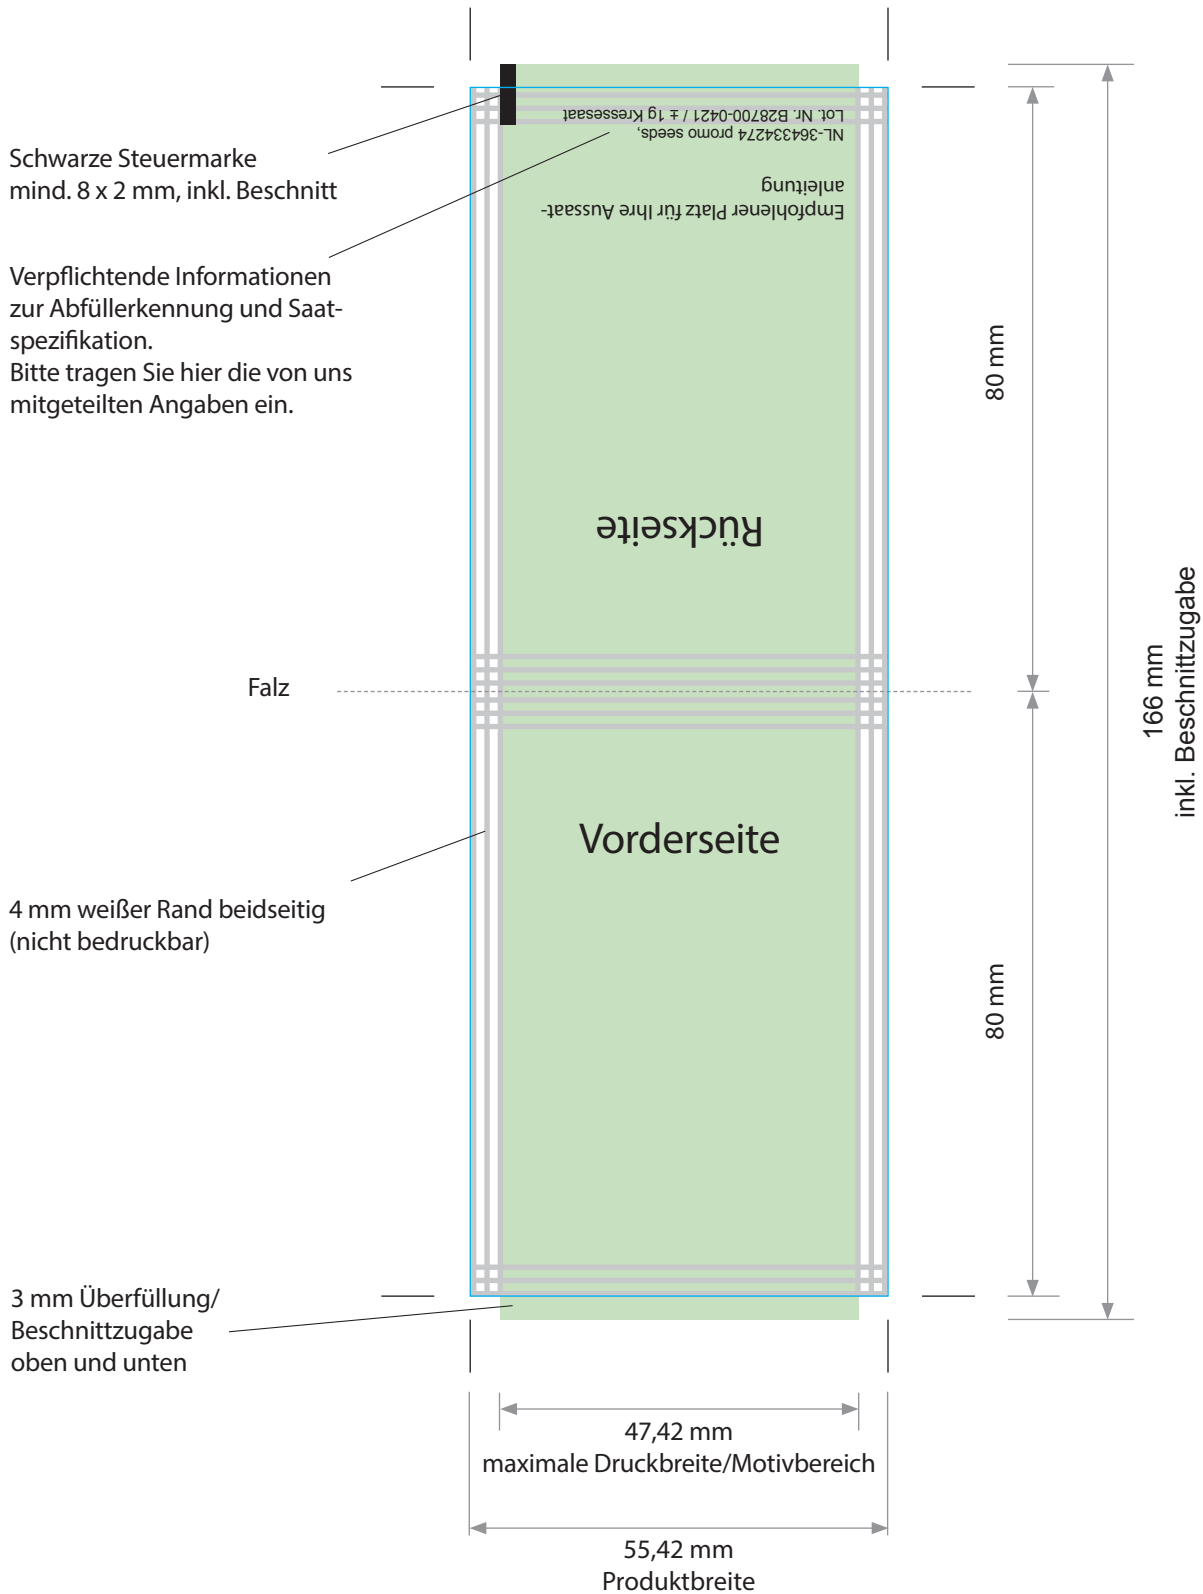 Schwarze Steuermarke
mind. 8 x 2 mm, inkl. Beschnitt
Verpflichtende Informationen
zur Abfüllerkennung und Saat-
spezifikation.
Bitte tragen Sie hier die von uns
mitgeteilten Angaben ein.
Empfohlener Platz für Ihre Aussaat-
anleitung
NL-364334274 promo seeds,
Lot. Nr. B28700-0421 / ± 1g Kressesaat
Rückseite
80 mm
166 mm
inkl. Beschnittzugabe
Falz
Vorderseite
4 mm weißer Rand beidseitig
(nicht bedruckbar)
80 mm
3 mm Überfüllung/
Beschnittzugabe
oben und unten
47,42 mm
maximale Druckbreite/Motivbereich
55,42 mm
Produktbreite